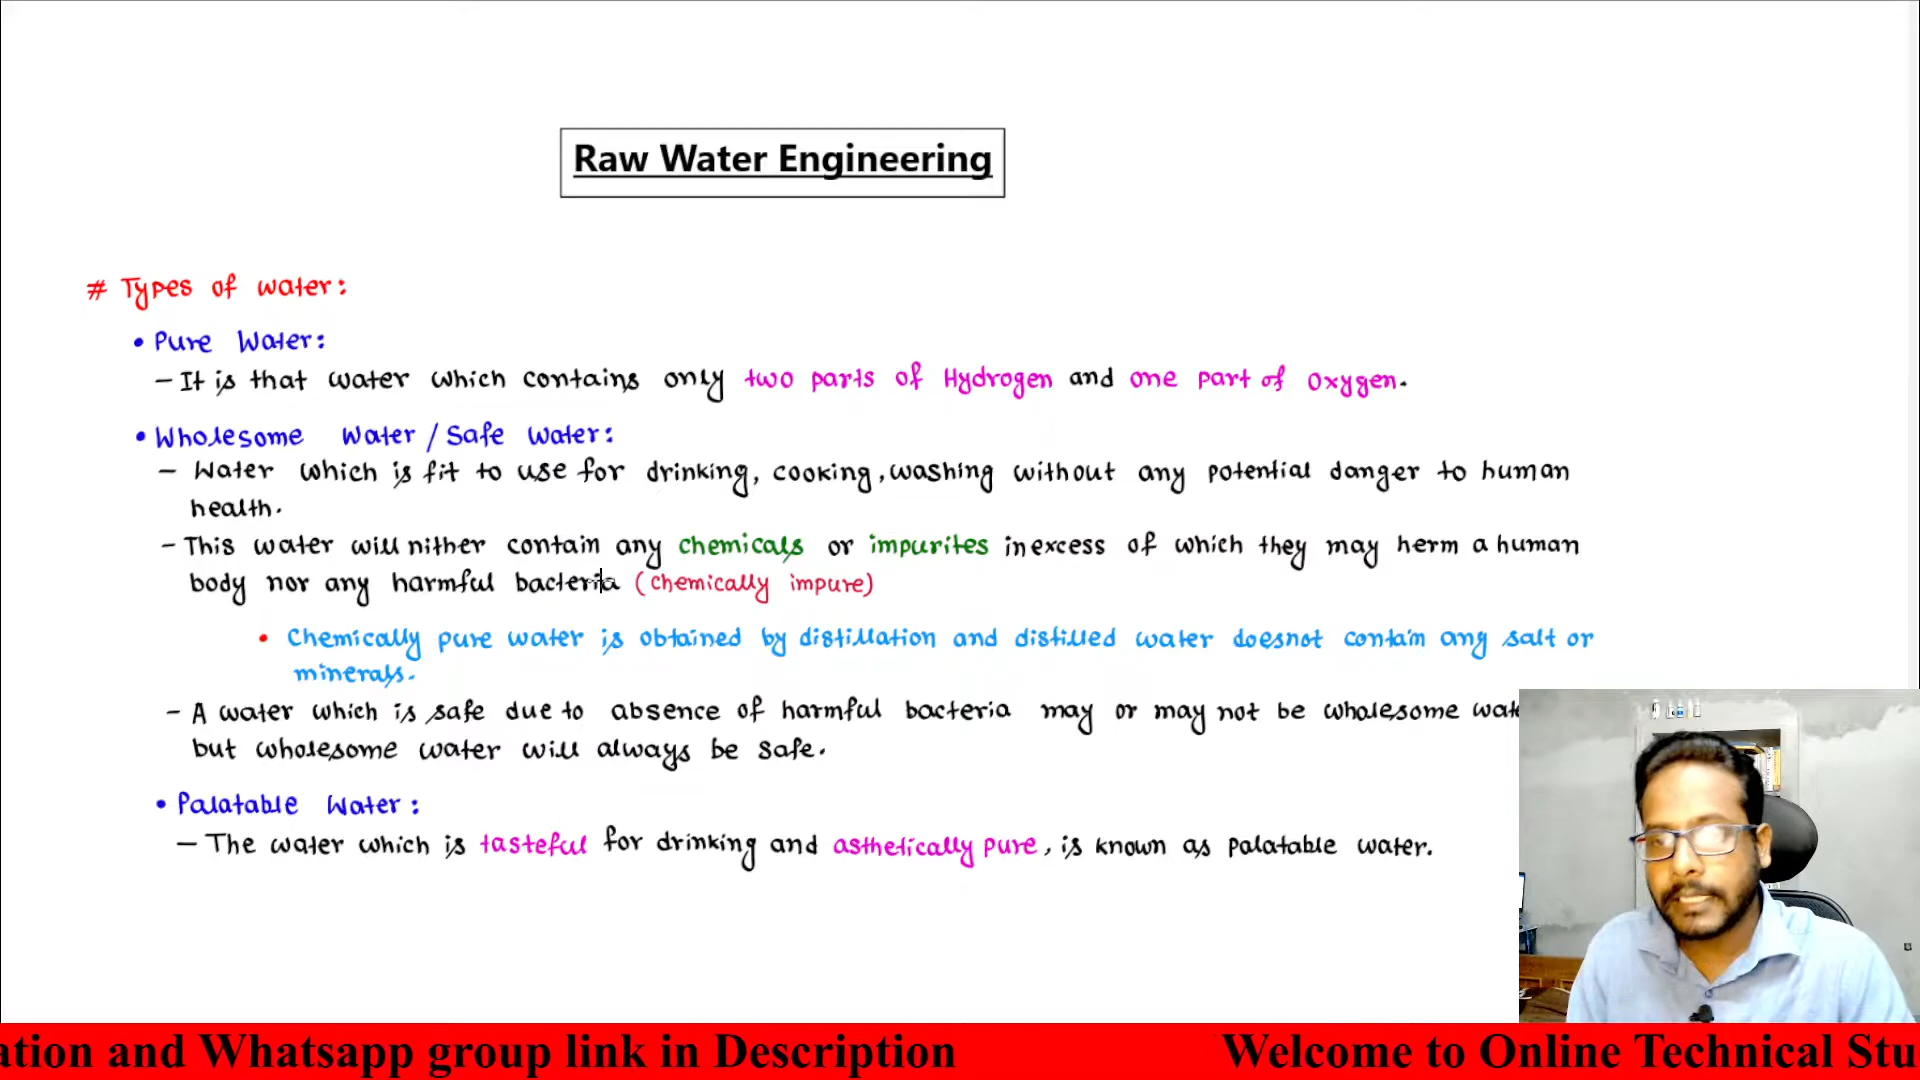 Raw Water Engineering
# Types of water:
• Pure Water:
- It is that water which contains only two parts of Hydrogen and one part of oxygen.
• Wholesome Water / Safe Water:
- Water which is fit to use for drinking, cooking, washing without any potential danger to human
health.
- This water will nither contain any chemicals or impurites in excess of which they may herm a human
body nor any harmful bacteria (chemically impure)
• Chemically pure water is obtained by distillation and distilled water doesnot contain any salt or
minerals.
- A water which is safe due to absence of harmful bacteria may or may not be wholesome wat
but wholesome water will always be safe.
• Palatable Water:
- The water which is tasteful for drinking and asthetically pure, is known as palatable water.
ation and Whatsapp group link in Description Welcome to Online Technical Stu